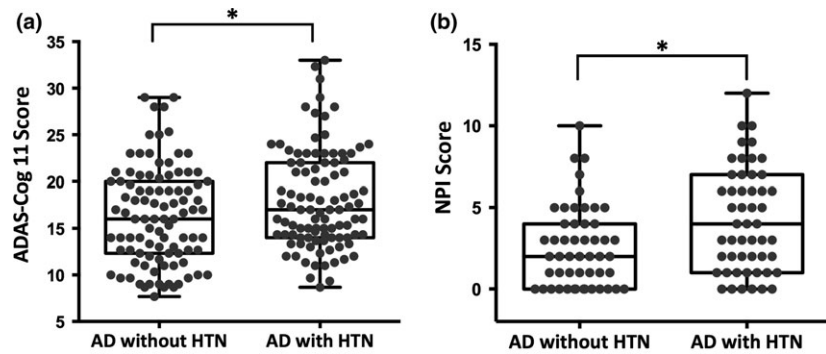 (a)
*
ADAS-Cog 11 Score
35
30
25
20
15
10
5
AD without HTN
AD with HTN
(b)
*
NPI Score
15
10
5
0
AD without HTN
AD with HTN